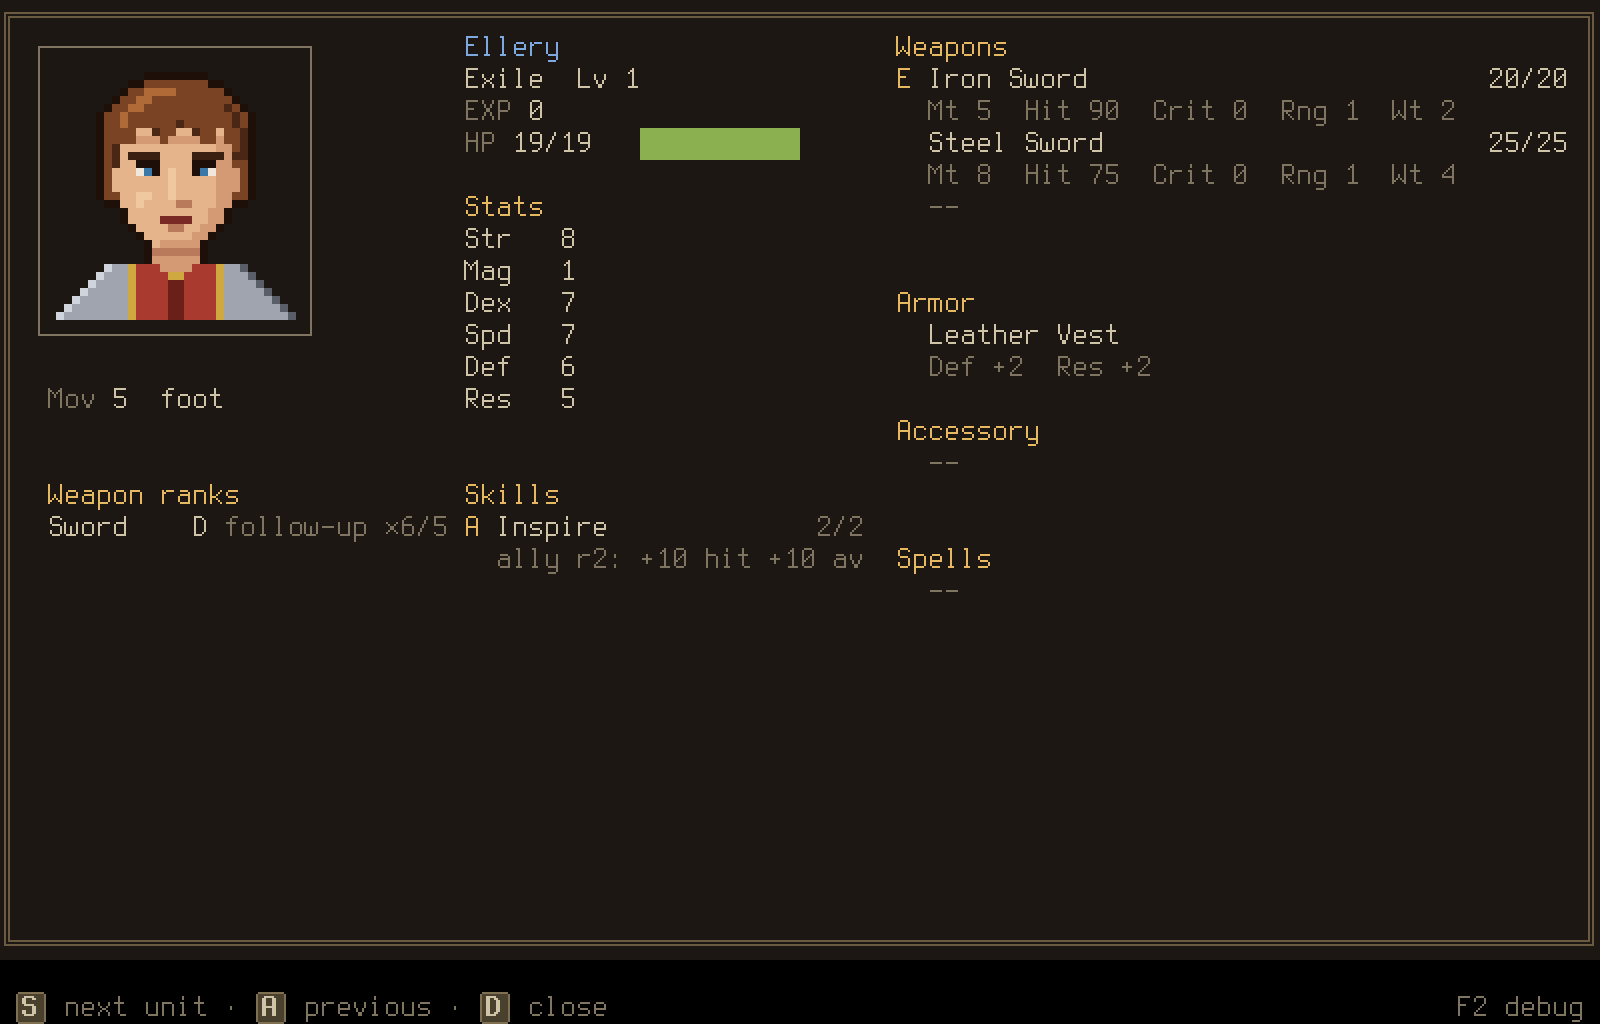 Ellery
Exile Lv 1
EXP 0
HP 19/19
Stats
Str 8
Mag 1
Dex 7
Spd 7
Def 6
Res 5
Mov 5 foot
Weapon ranks
Sword D follow-up x6/5
Skills
A Inspire 2/2
ally r2: +10 hit +10 av
Weapons
E Iron Sword 20/20
Mt 5 Hit 90 Crit 0 Rng 1 Wt 2
Steel Sword 25/25
Mt 8 Hit 75 Crit 0 Rng 1 Wt 4
--
Armor
Leather Vest
Def +2 Res +2
Accessory
--
Spells
--
S next unit · A previous · D close
F2 debug